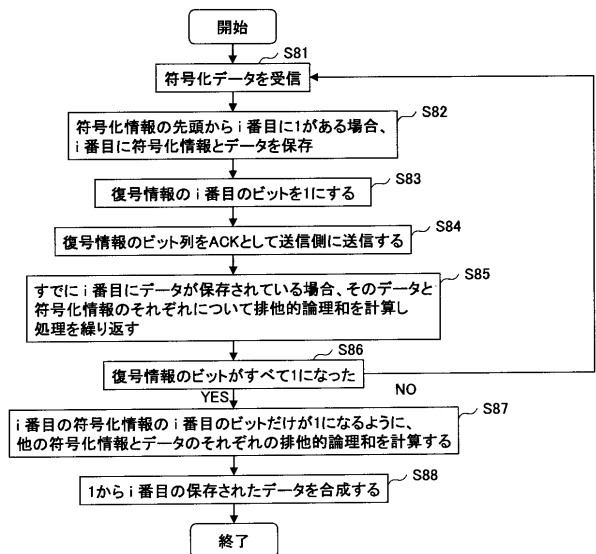 開始
S81
符号化データを受信
S82
符号化情報の先頭からi番目に1がある場合、
i番目に符号化情報とデータを保存
S83
復号情報のi番目のビットを1にする
S84
復号情報のビット列をACKとして送信側に送信する
S85
すでにi番目にデータが保存されている場合、そのデータと
符号化情報のそれぞれについて排他的論理和を計算し
処理を繰り返す
S86
復号情報のビットがすべて1になった
YES
NO
S87
i番目の符号化情報のi番目のビットだけが1になるように、
他の符号化情報とデータのそれぞれの排他的論理和を計算する
S88
1からi番目の保存されたデータを合成する
終了